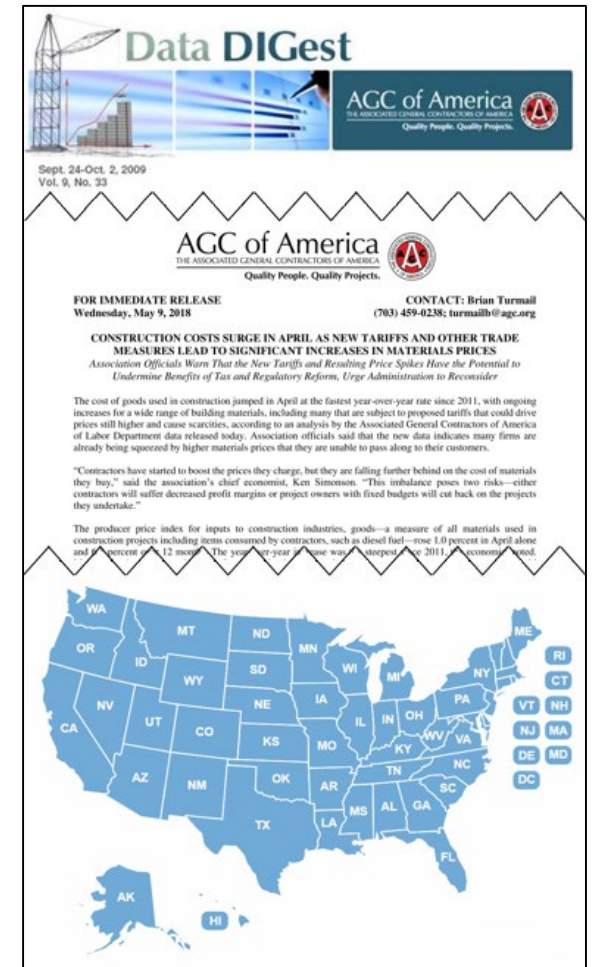 Data DIGest
AGC of America
THE ASSOCIATED GENERAL CONTRACTORS OF AMERICA
Quality People. Quality Projects.
Sept. 24-Oct. 2, 2009
Vol. 9, No. 33
AGC of America
THE ASSOCIATED GENERAL CONTRACTORS OF AMERICA
Quality People. Quality Projects.
FOR IMMEDIATE RELEASE CONTACT: Brian Turmail
Wednesday, May 9, 2018 (703) 459-0238; turmailb@agc.org
CONSTRUCTION COSTS SURGE IN APRIL AS NEW TARIFFS AND OTHER TRADE
MEASURES LEAD TO SIGNIFICANT INCREASES IN MATERIALS PRICES
Association Officials Warn That the New Tariffs and Resulting Price Spikes Have the Potential to
Undermine Benefits of Tax and Regulatory Reform, Urge Administration to Reconsider
The cost of goods used in construction jumped in April at the fastest year-over-year rate since 2011, with ongoing
increases for a wide range of building materials, including many that are subject to proposed tariffs that could drive
prices still higher and cause scarcities, according to an analysis by the Associated General Contractors of America
of Labor Department data released today. Association officials said that the new data indicates many firms are
already being squeezed by higher materials prices that they are unable to pass along to their customers.
“Contractors have started to boost the prices they charge, but they are falling further behind on the cost of materials
they buy,” said the association’s chief economist, Ken Simonson. “This imbalance poses two risks—either
contractors will suffer decreased profit margins or project owners with fixed budgets will cut back on the projects
they undertake.”
The producer price index for inputs to construction industries, goods—a measure of all materials used in
construction projects including items consumed by contractors, such as diesel fuel—rose 1.0 percent in April alone
and percent 12 The was steepest 2011, noted.
WA
MT
ND
MN
ME
OR
ID
SD
WI
MI
NY
RI
WY
CT
NV
NE
IA
PA
VT
NH
UT
CO
IL
IN
OH
NJ
MA
CA
KS
MO
WV
VA
KY
DE
MD
AZ
NM
OK
AR
TN
NC
DC
SC
TX
LA
MS
AL
GA
FL
AK
HI